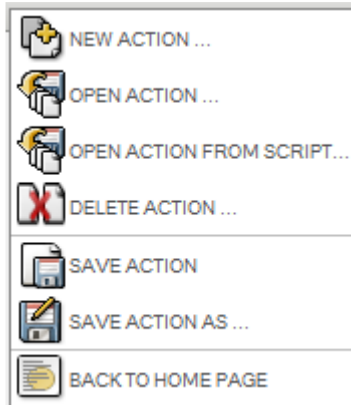 NEW ACTION ...
OPEN ACTION ...
OPEN ACTION FROM SCRIPT...
DELETE ACTION ...
SAVE ACTION
SAVE ACTION AS ...
BACK TO HOME PAGE